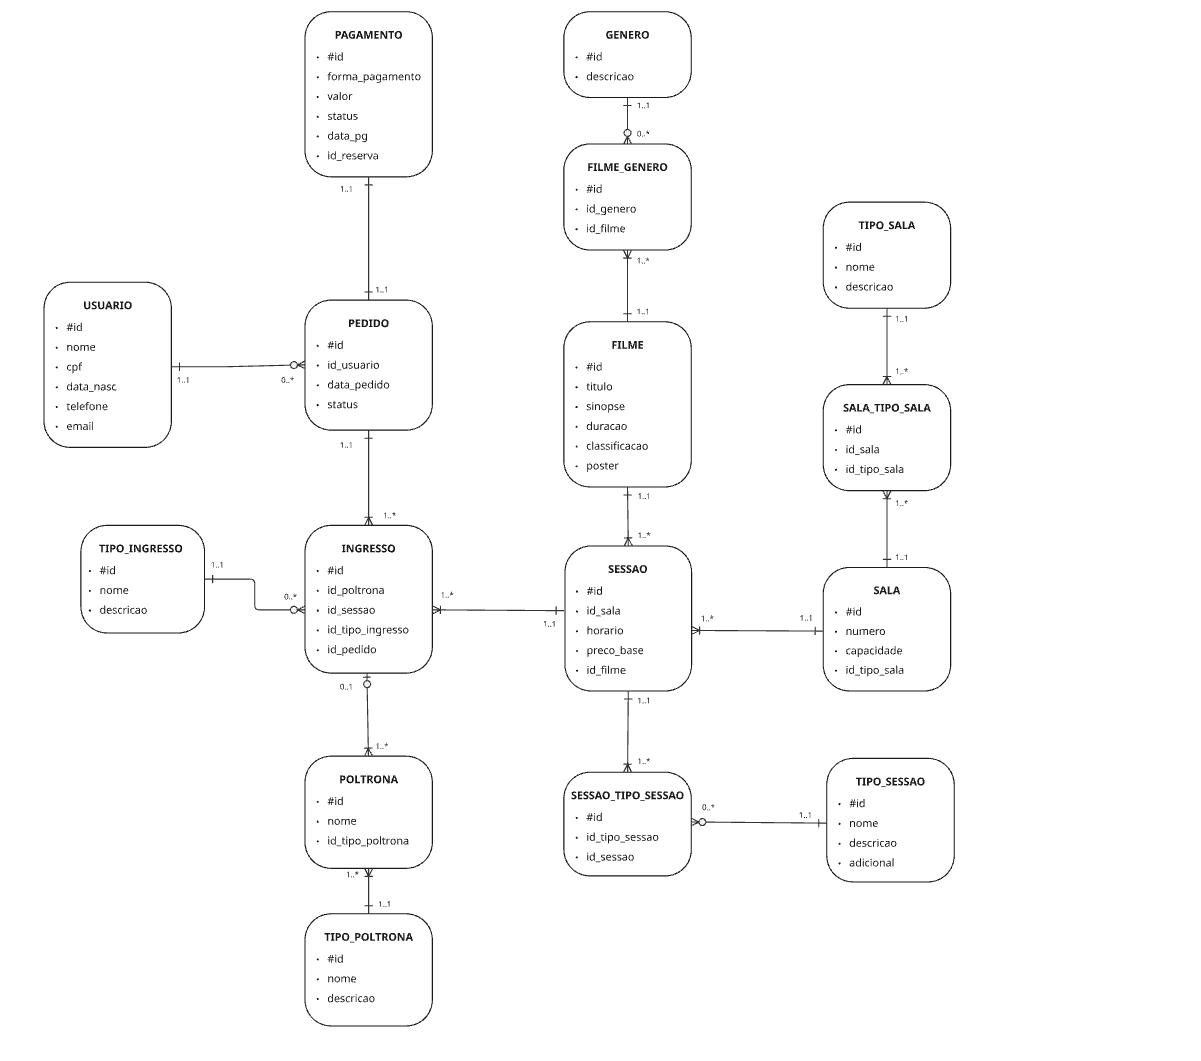 PAGAMENTO
#id
forma_pagamento
valor
status
data_pg
id_reserva
1..1
1..1
GENERO
#id
descricao
1..1
0..*
FILME_GENERO
#id
id_genero
id_filme
1..*
1..1
TIPO_SALA
#id
nome
descricao
1..1
1..*
USUARIO
#id
nome
cpf
data_nasc
telefone
email
1..1
0..*
PEDIDO
#id
id_usuario
data_pedido
status
1..1
1..*
FILME
#id
titulo
sinopse
duracao
classificacao
poster
1..1
1..*
SALA_TIPO_SALA
#id
id_sala
id_tipo_sala
1..*
1..1
TIPO_INGRESSO
#id
nome
descricao
1..1
0..*
INGRESSO
#id
id_poltrona
id_sessao
id_tipo_ingresso
id_pedido
1..*
1..1
0..1
1..*
SESSAO
#id
id_sala
horario
preco_base
id_filme
1..*
1..1
1..1
1..*
SALA
#id
numero
capacidade
id_tipo_sala
POLTRONA
#id
nome
id_tipo_poltrona
1..*
1..1
SESSAO_TIPO_SESSAO
#id
id_tipo_sessao
id_sessao
0..*
1..1
TIPO_SESSAO
#id
nome
descricao
adicional
TIPO_POLTRONA
#id
nome
descricao